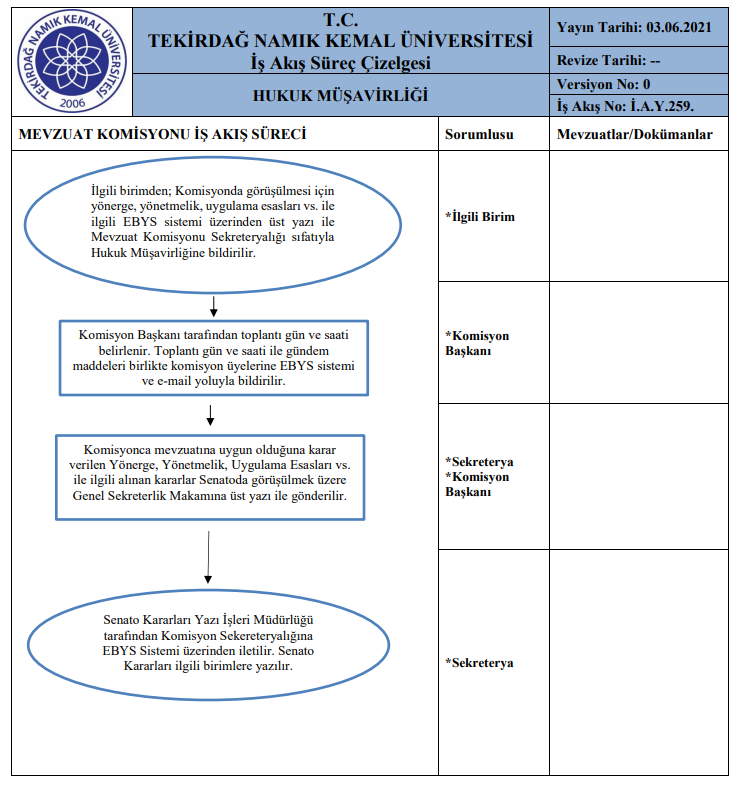 TEKİRDAĞ NAMIK KEMAL ÜNİVERSİTESİ
2006
T.C.
TEKİRDAĞ NAMIK KEMAL ÜNİVERSİTESİ
İş Akış Süreç Çizelgesi
HUKUK MÜŞAVİRLİĞİ
Yayın Tarihi: 03.06.2021
Revize Tarihi: --
Versiyon No: 0
İş Akış No: İ.A.Y.259.
MEVZUAT KOMİSYONU İŞ AKIŞ SÜRECİ
Sorumlusu
Mevzuatlar/Dokümanlar
İlgili birimden; Komisyonda görüşülmesi için
yönerge, yönetmelik, uygulama esasları vs. ile
ilgili EBYS sistemi üzerinden üst yazı ile
Mevzuat Komisyonu Sekreteryalığı sıfatıyla
Hukuk Müşavirliğine bildirilir.
*İlgili Birim
Komisyon Başkanı tarafından toplantı gün ve saati
belirlenir. Toplantı gün ve saati ile gündem
maddeleri birlikte komisyon üyelerine EBYS sistemi
ve e-mail yoluyla bildirilir.
*Komisyon
Başkanı
Komisyonca mevzuatına uygun olduğuna karar
verilen Yönerge, Yönetmelik, Uygulama Esasları vs.
ile ilgili alınan kararlar Senatoda görüşülmek üzere
Genel Sekreterlik Makamına üst yazı ile gönderilir.
*Sekreterya
*Komisyon
Başkanı
Senato Kararları Yazı İşleri Müdürlüğü
tarafından Komisyon Sekereteryalığına
EBYS Sistemi üzerinden iletilir. Senato
Kararları ilgili birimlere yazılır.
*Sekreterya